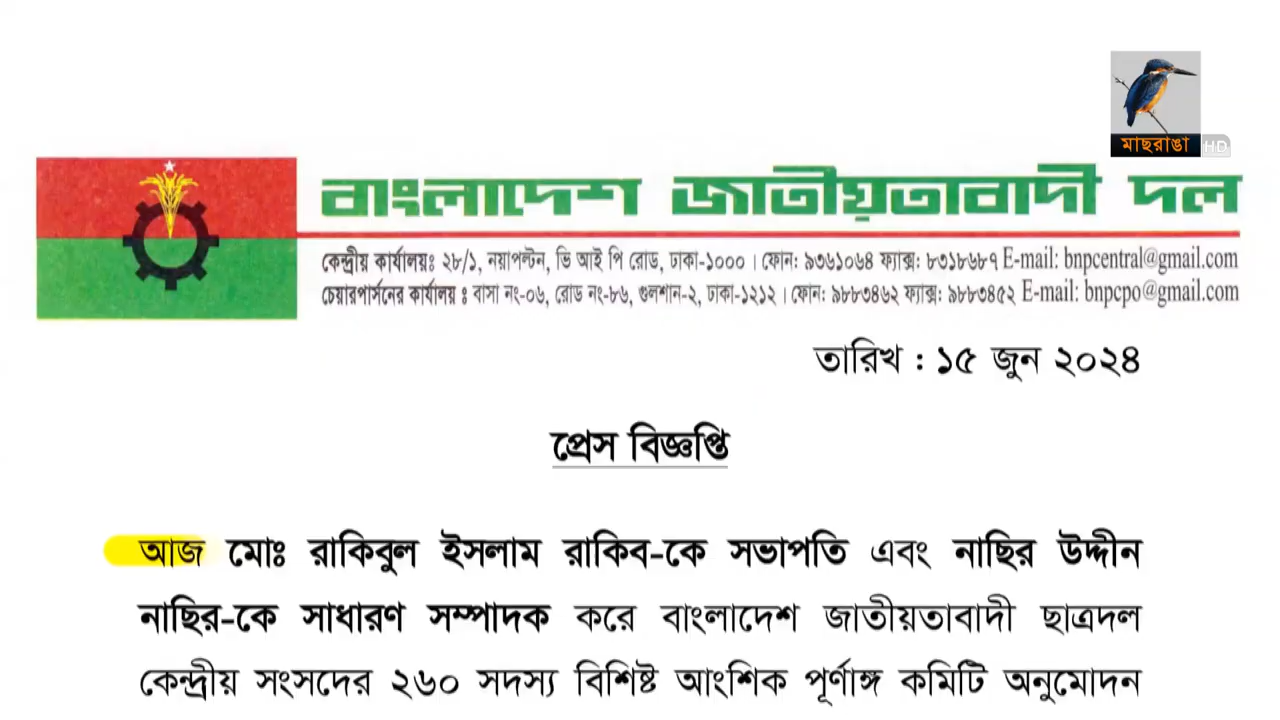 মাছরাঙা HD
বাংলাদেশ জাতীয়তাবাদী দল
কেন্দ্রীয় কার্যালয়ঃ ২৮/১, নয়াপল্টন, ভি আই পি রোড, ঢাকা-১০০০ । ফোন: ৯৩৬১০৬৪ ফ্যাক্স: ৮৩১৮৬৮৭ E-mail: bnpcentral@gmail.com
চেয়ারপার্সনের কার্যালয় ঃ বাসা নং-০৬, রোড নং-৮৬, গুলশান-২, ঢাকা-১২১২ । ফোন: ৯৮৮৩৪৬২ ফ্যাক্স: ৯৮৮৩৪৫২ E-mail: bnpcpo@gmail.com
তারিখ : ১৫ জুন ২০২৪
প্রেস বিজ্ঞপ্তি
আজ মোঃ রাকিবুল ইসলাম রাকিব-কে সভাপতি এবং নাছির উদ্দীন
নাছির-কে সাধারণ সম্পাদক করে বাংলাদেশ জাতীয়তাবাদী ছাত্রদল
কেন্দ্রীয় সংসদের ২৬০ সদস্য বিশিষ্ট আংশিক পূর্ণাঙ্গ কমিটি অনুমোদন